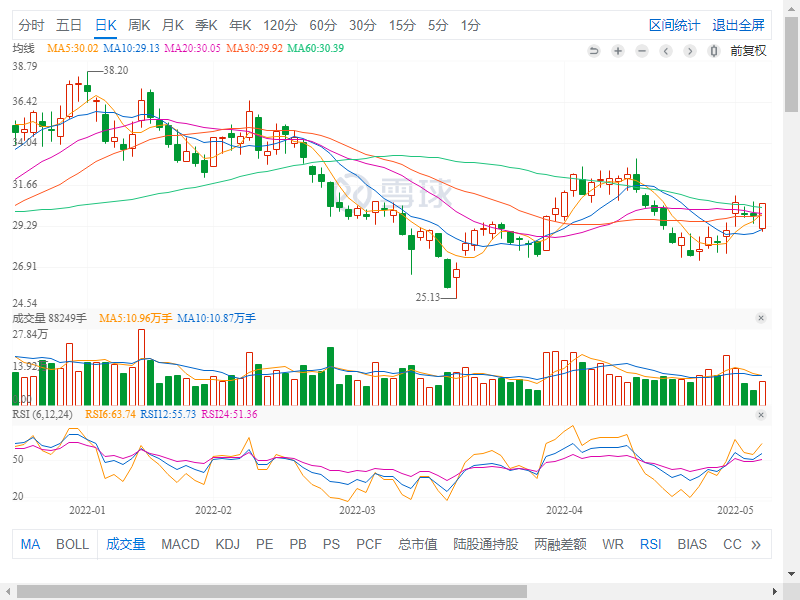 分时 五日 日K 周K 月K 季K 年K 120分 60分 30分 15分 5分 1分 区间统计 退出全屏
均线 MA5:30.02 MA10:29.13 MA20:30.05 MA30:29.92 MA60:30.39 前复权
38.79
38.20
36.42
34.04
31.66
雪球
29.29
26.91
25.13
24.54
成交量 88249手 MA5:10.96万手 MA10:10.87万手
27.84万
13.92
RSI (6,12,24) RSI6:63.74 RSI12:55.73 RSI24:51.36
50
20
2022-01 2022-02 2022-03 2022-04 2022-05
MA BOLL 成交量 MACD KDJ PE PB PS PCF 总市值 陆股通持股 两融差额 WR RSI BIAS CC »